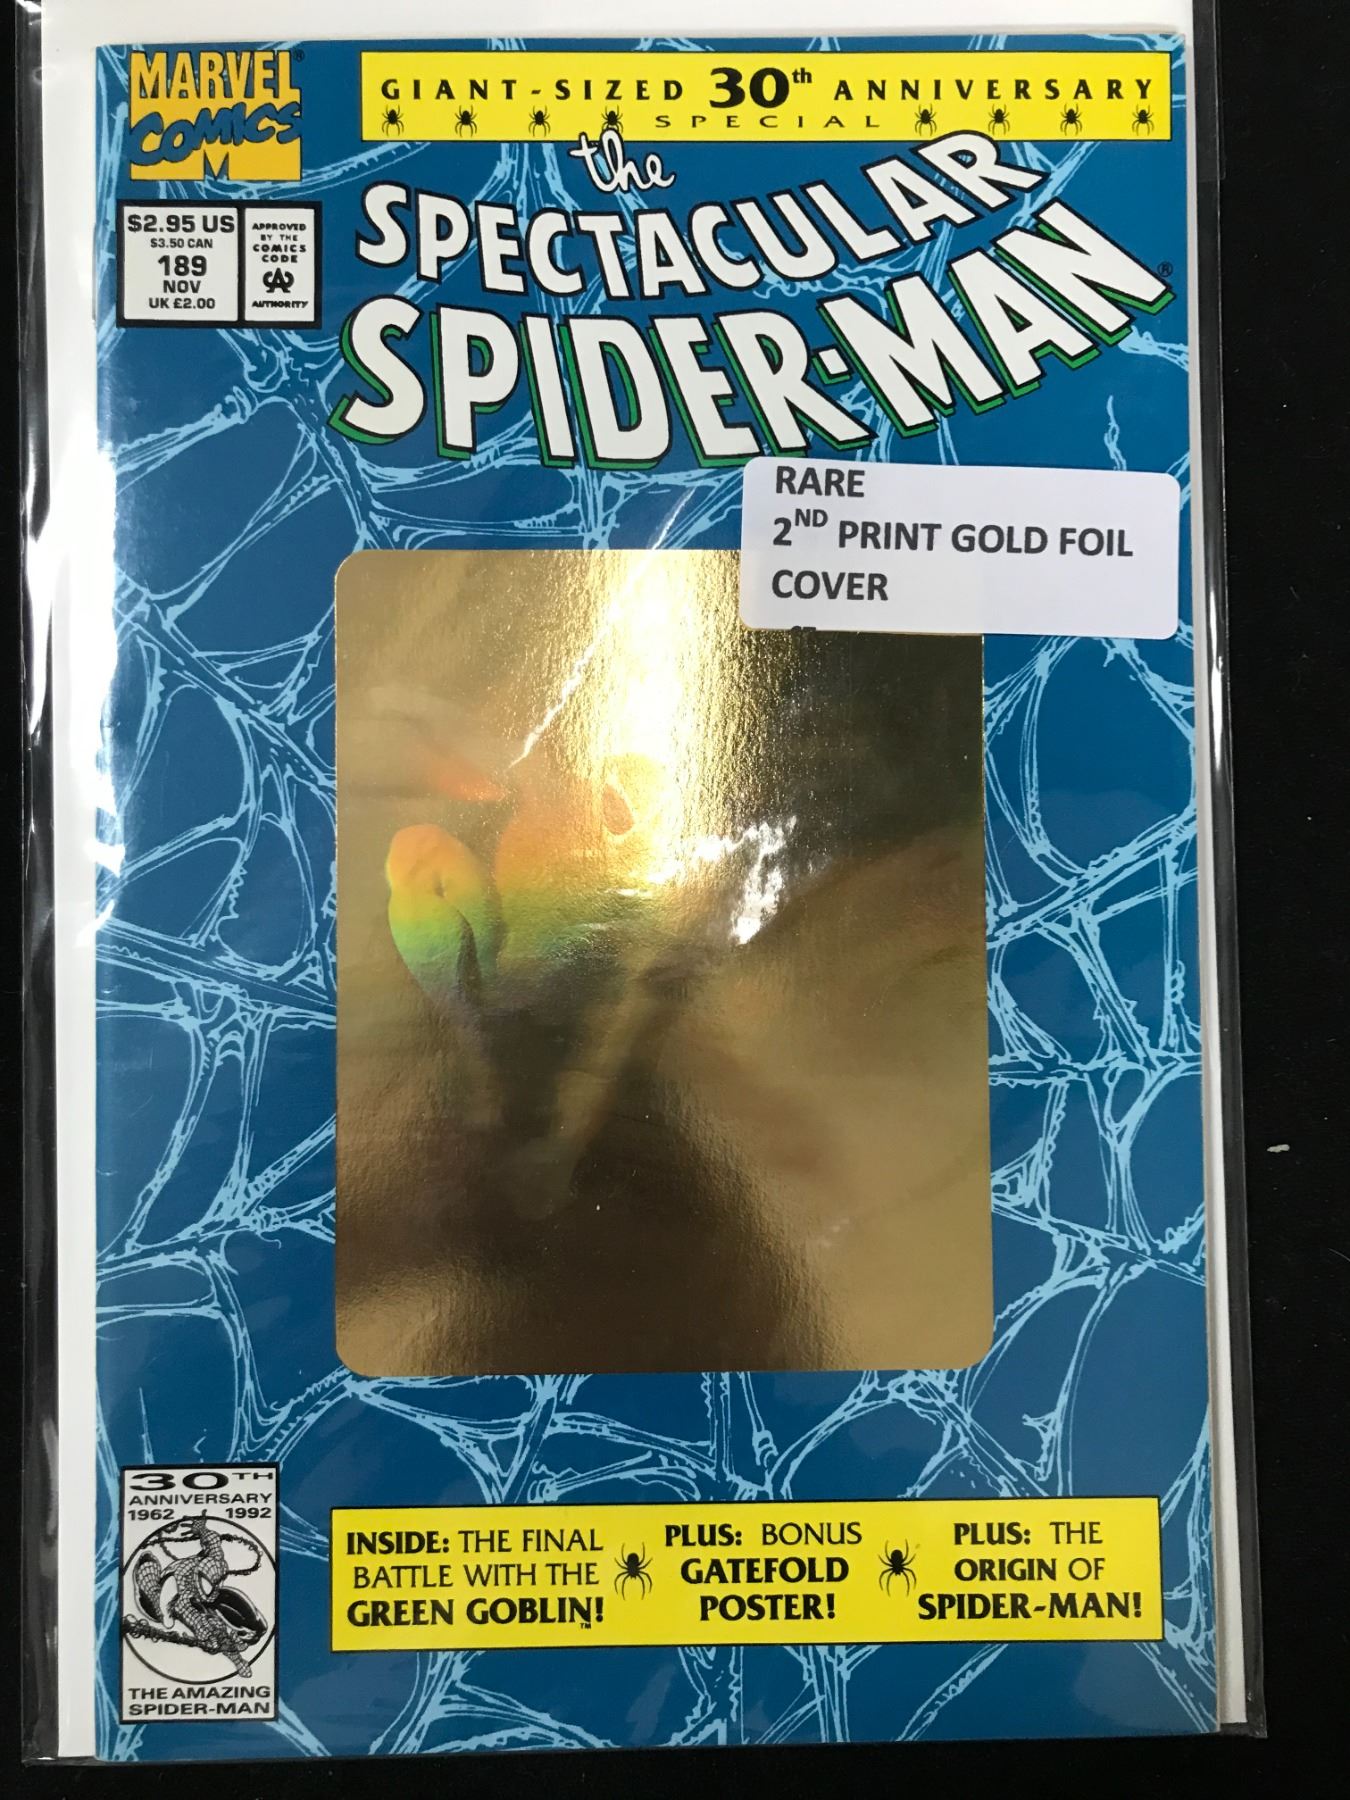 MARVEL
COMICS
GIANT-SIZED 30th ANNIVERSARY
SPECIAL
the
SPECTACULAR
SPIDER-MAN
$2.95 US
$3.50 CAN
189
NOV
UK £2.00
APPROVED
BY THE
COMICS
CODE
CA
AUTHORITY
RARE
2ND PRINT GOLD FOIL
COVER
30TH
ANNIVERSARY
1962 1992
THE AMAZING
SPIDER-MAN
INSIDE: THE FINAL
BATTLE WITH THE
GREEN GOBLIN!™
PLUS: BONUS
GATEFOLD
POSTER!
PLUS: THE
ORIGIN OF
SPIDER-MAN!